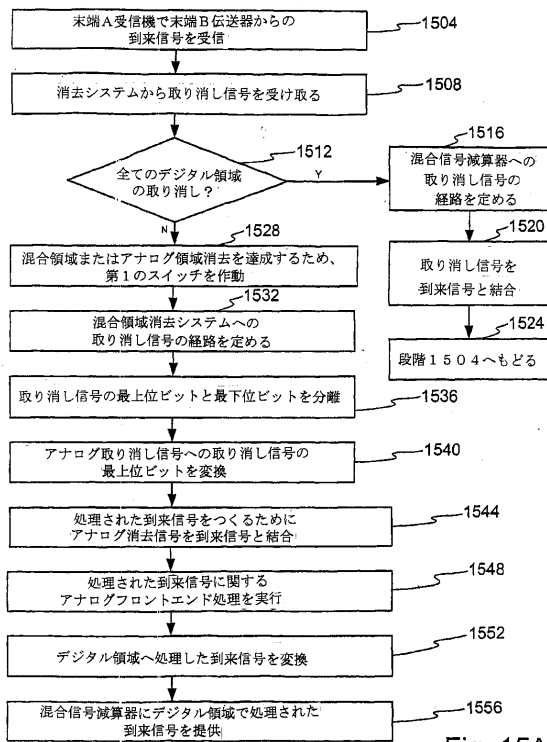 末端A受信機で末端B伝送器からの
到来信号を受信
1504
消去システムから取り消し信号を受け取る
1508
全てのデジタル領域
の取り消し?
1512
Y
N
混合信号減算器への
取り消し信号の
経路を定める
1516
取り消し信号を
到来信号と結合
1520
段階1504へもどる
1524
混合領域またはアナログ領域消去を達成するため、
第1のスイッチを作動
1528
混合領域消去システムへの
取り消し信号の経路を定める
1532
取り消し信号の最上位ビットと最下位ビットを分離
1536
アナログ取り消し信号への取り消し信号の
最上位ビットを変換
1540
処理された到来信号をつくるために
アナログ消去信号を到来信号と結合
1544
処理された到来信号に関する
アナログフロントエンド処理を実行
1548
デジタル領域へ処理した到来信号を変換
1552
混合信号減算器にデジタル領域で処理された
到来信号を提供
1556
Fig. 15A